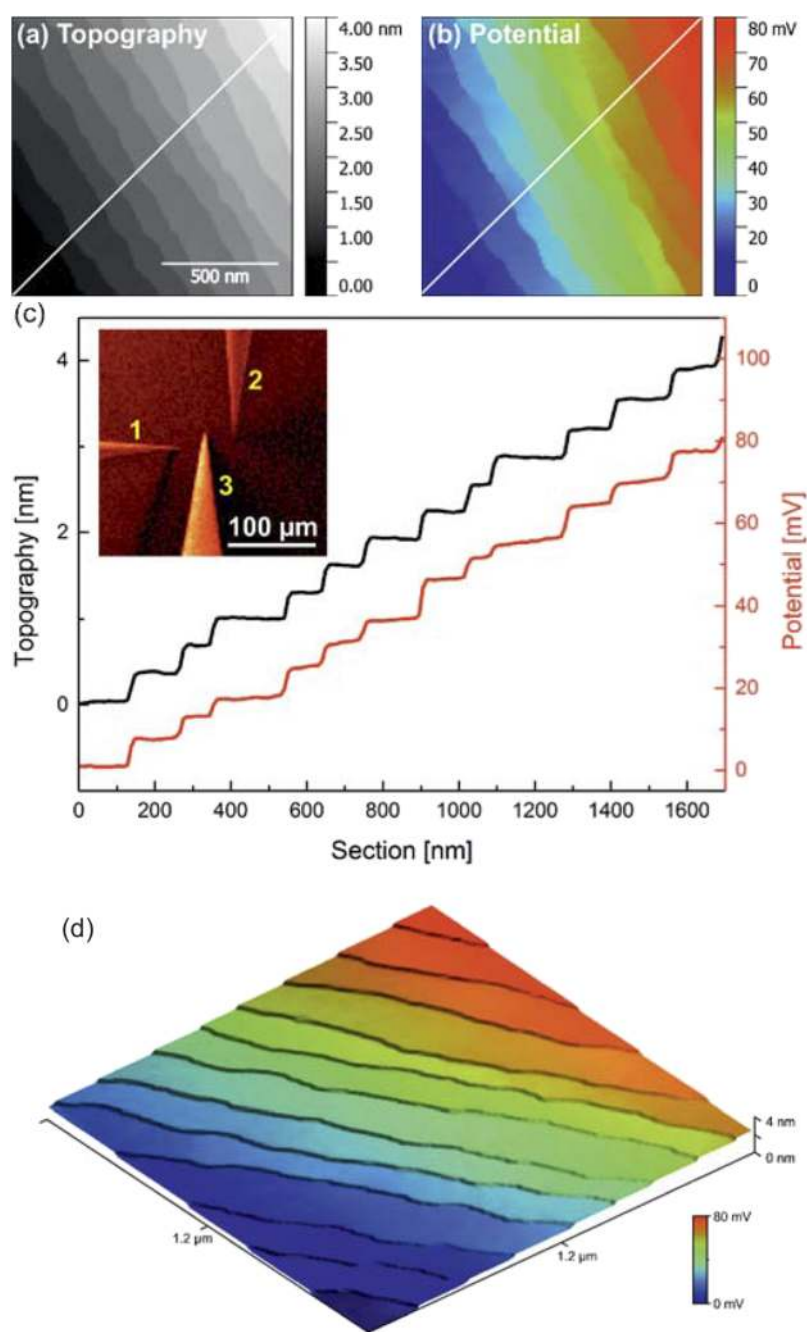 (a) Topography
4.00 nm
3.50
3.00
2.50
2.00
1.50
1.00
0.00
500 nm
(b) Potential
80 mV
70
60
50
40
30
20
0
(c)
1
2
3
100 µm
Topography [nm]
4
2
0
Potential [mV]
100
80
60
40
20
0
0 200 400 600 800 1000 1200 1400 1600
Section [nm]
(d)
4 nm
0 nm
1.2 µm
1.2 µm
80 mV
0 mV